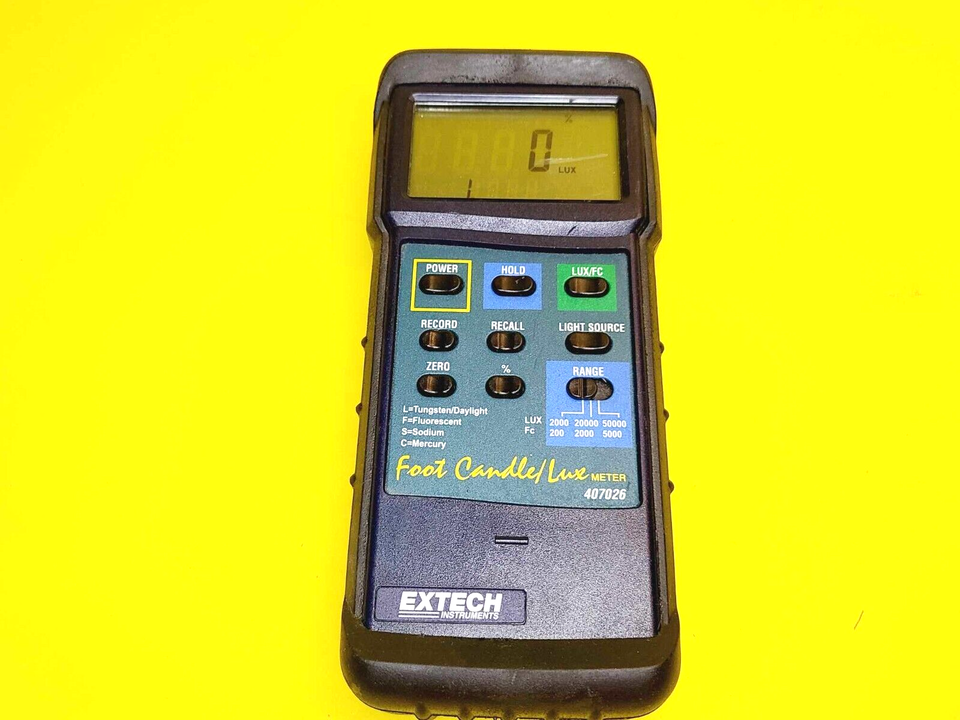 %
0
LUX
POWER HOLD LUX/FC
RECORD RECALL LIGHT SOURCE
ZERO % RANGE
L=Tungsten/Daylight
F=Fluorescent
S=Sodium
C=Mercury
LUX 2000 20000 50000
Fc 200 2000 5000
Foot Candle/Lux METER
407026
EXTECH
INSTRUMENTS